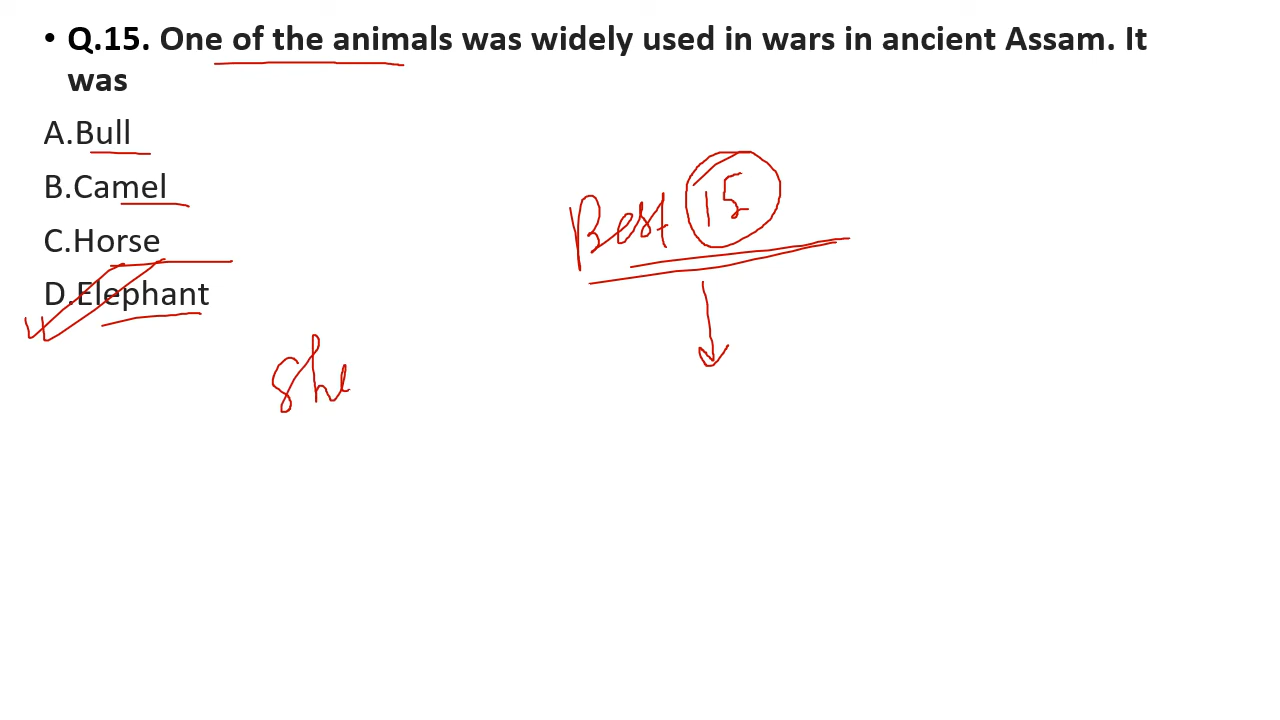 • Q.15. One of the animals was widely used in wars in ancient Assam. It
was
A.Bull
B.Camel
C.Horse
D.Elephant
Best 15
She